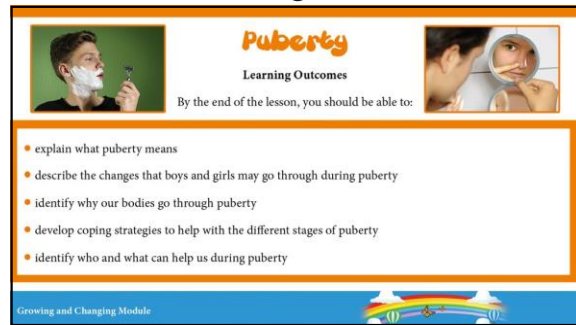 Puberty
Learning Outcomes
By the end of the lesson, you should be able to:
explain what puberty means
describe the changes that boys and girls may go through during puberty
identify why our bodies go through puberty
develop coping strategies to help with the different stages of puberty
identify who and what can help us during puberty
Growing and Changing Module